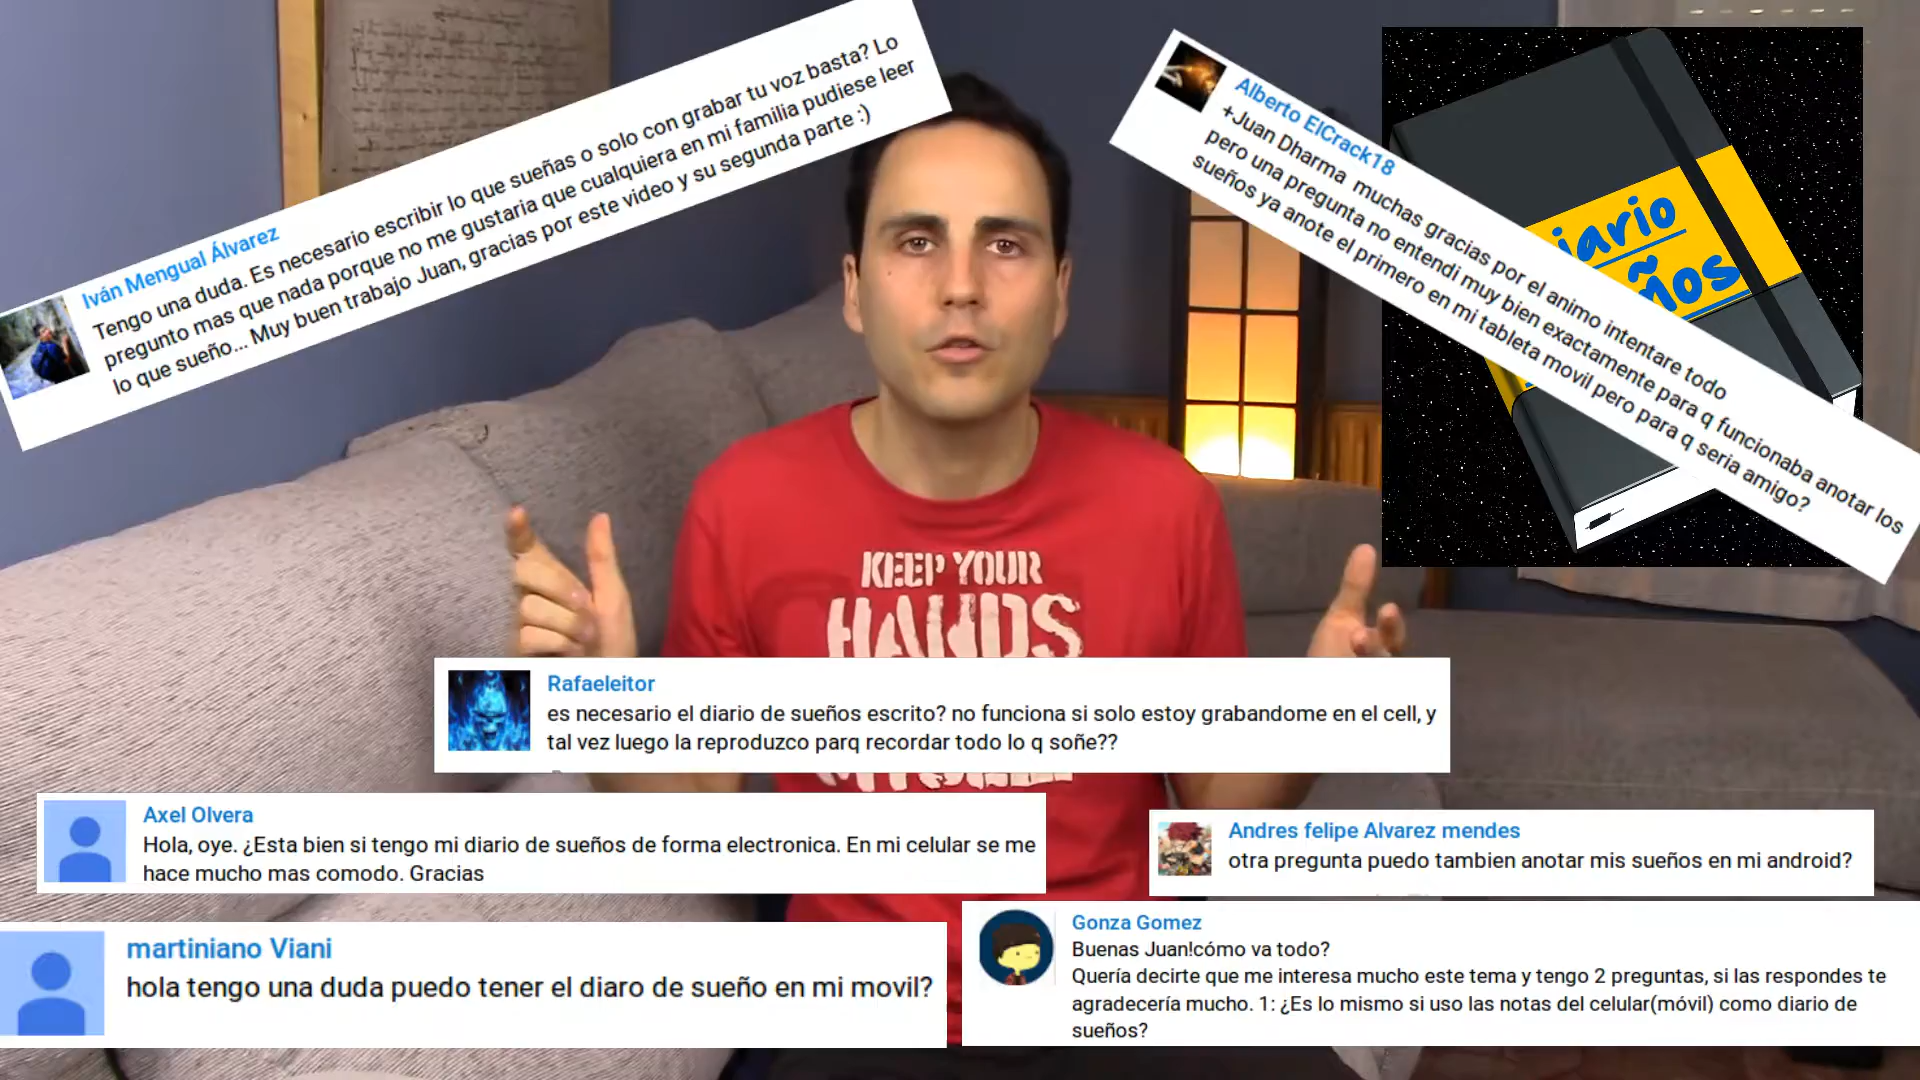 Iván Mengual Álvarez
Tengo una duda. Es necesario escribir lo que sueñas o solo con grabar tu voz basta? Lo
pregunto mas que nada porque no me gustaria que cualquiera en mi familia pudiese leer
lo que sueño... Muy buen trabajo Juan, gracias por este video y su segunda parte :)
Alberto ElCrack18
+Juan Dharma muchas gracias por el animo intentare todo
pero una pregunta no entendi muy bien exactamente para q funcionaba anotar los
sueños ya anote el primero en mi tableta movil pero para q seria amigo?
iario
ños
KEEP YOUR
HANDS
Rafaeleitor
es necesario el diario de sueños escrito? no funciona si solo estoy grabandome en el cell, y
tal vez luego la reproduzco parq recordar todo lo q soñe??
Axel Olvera
Hola, oye. ¿Esta bien si tengo mi diario de sueños de forma electronica. En mi celular se me
hace mucho mas comodo. Gracias
Andres felipe Alvarez mendes
otra pregunta puedo tambien anotar mis sueños en mi android?
martiniano Viani
hola tengo una duda puedo tener el diaro de sueño en mi movil?
Gonza Gomez
Buenas Juan!cómo va todo?
Quería decirte que me interesa mucho este tema y tengo 2 preguntas, si las respondes te
agradecería mucho. 1: ¿Es lo mismo si uso las notas del celular(móvil) como diario de
sueños?